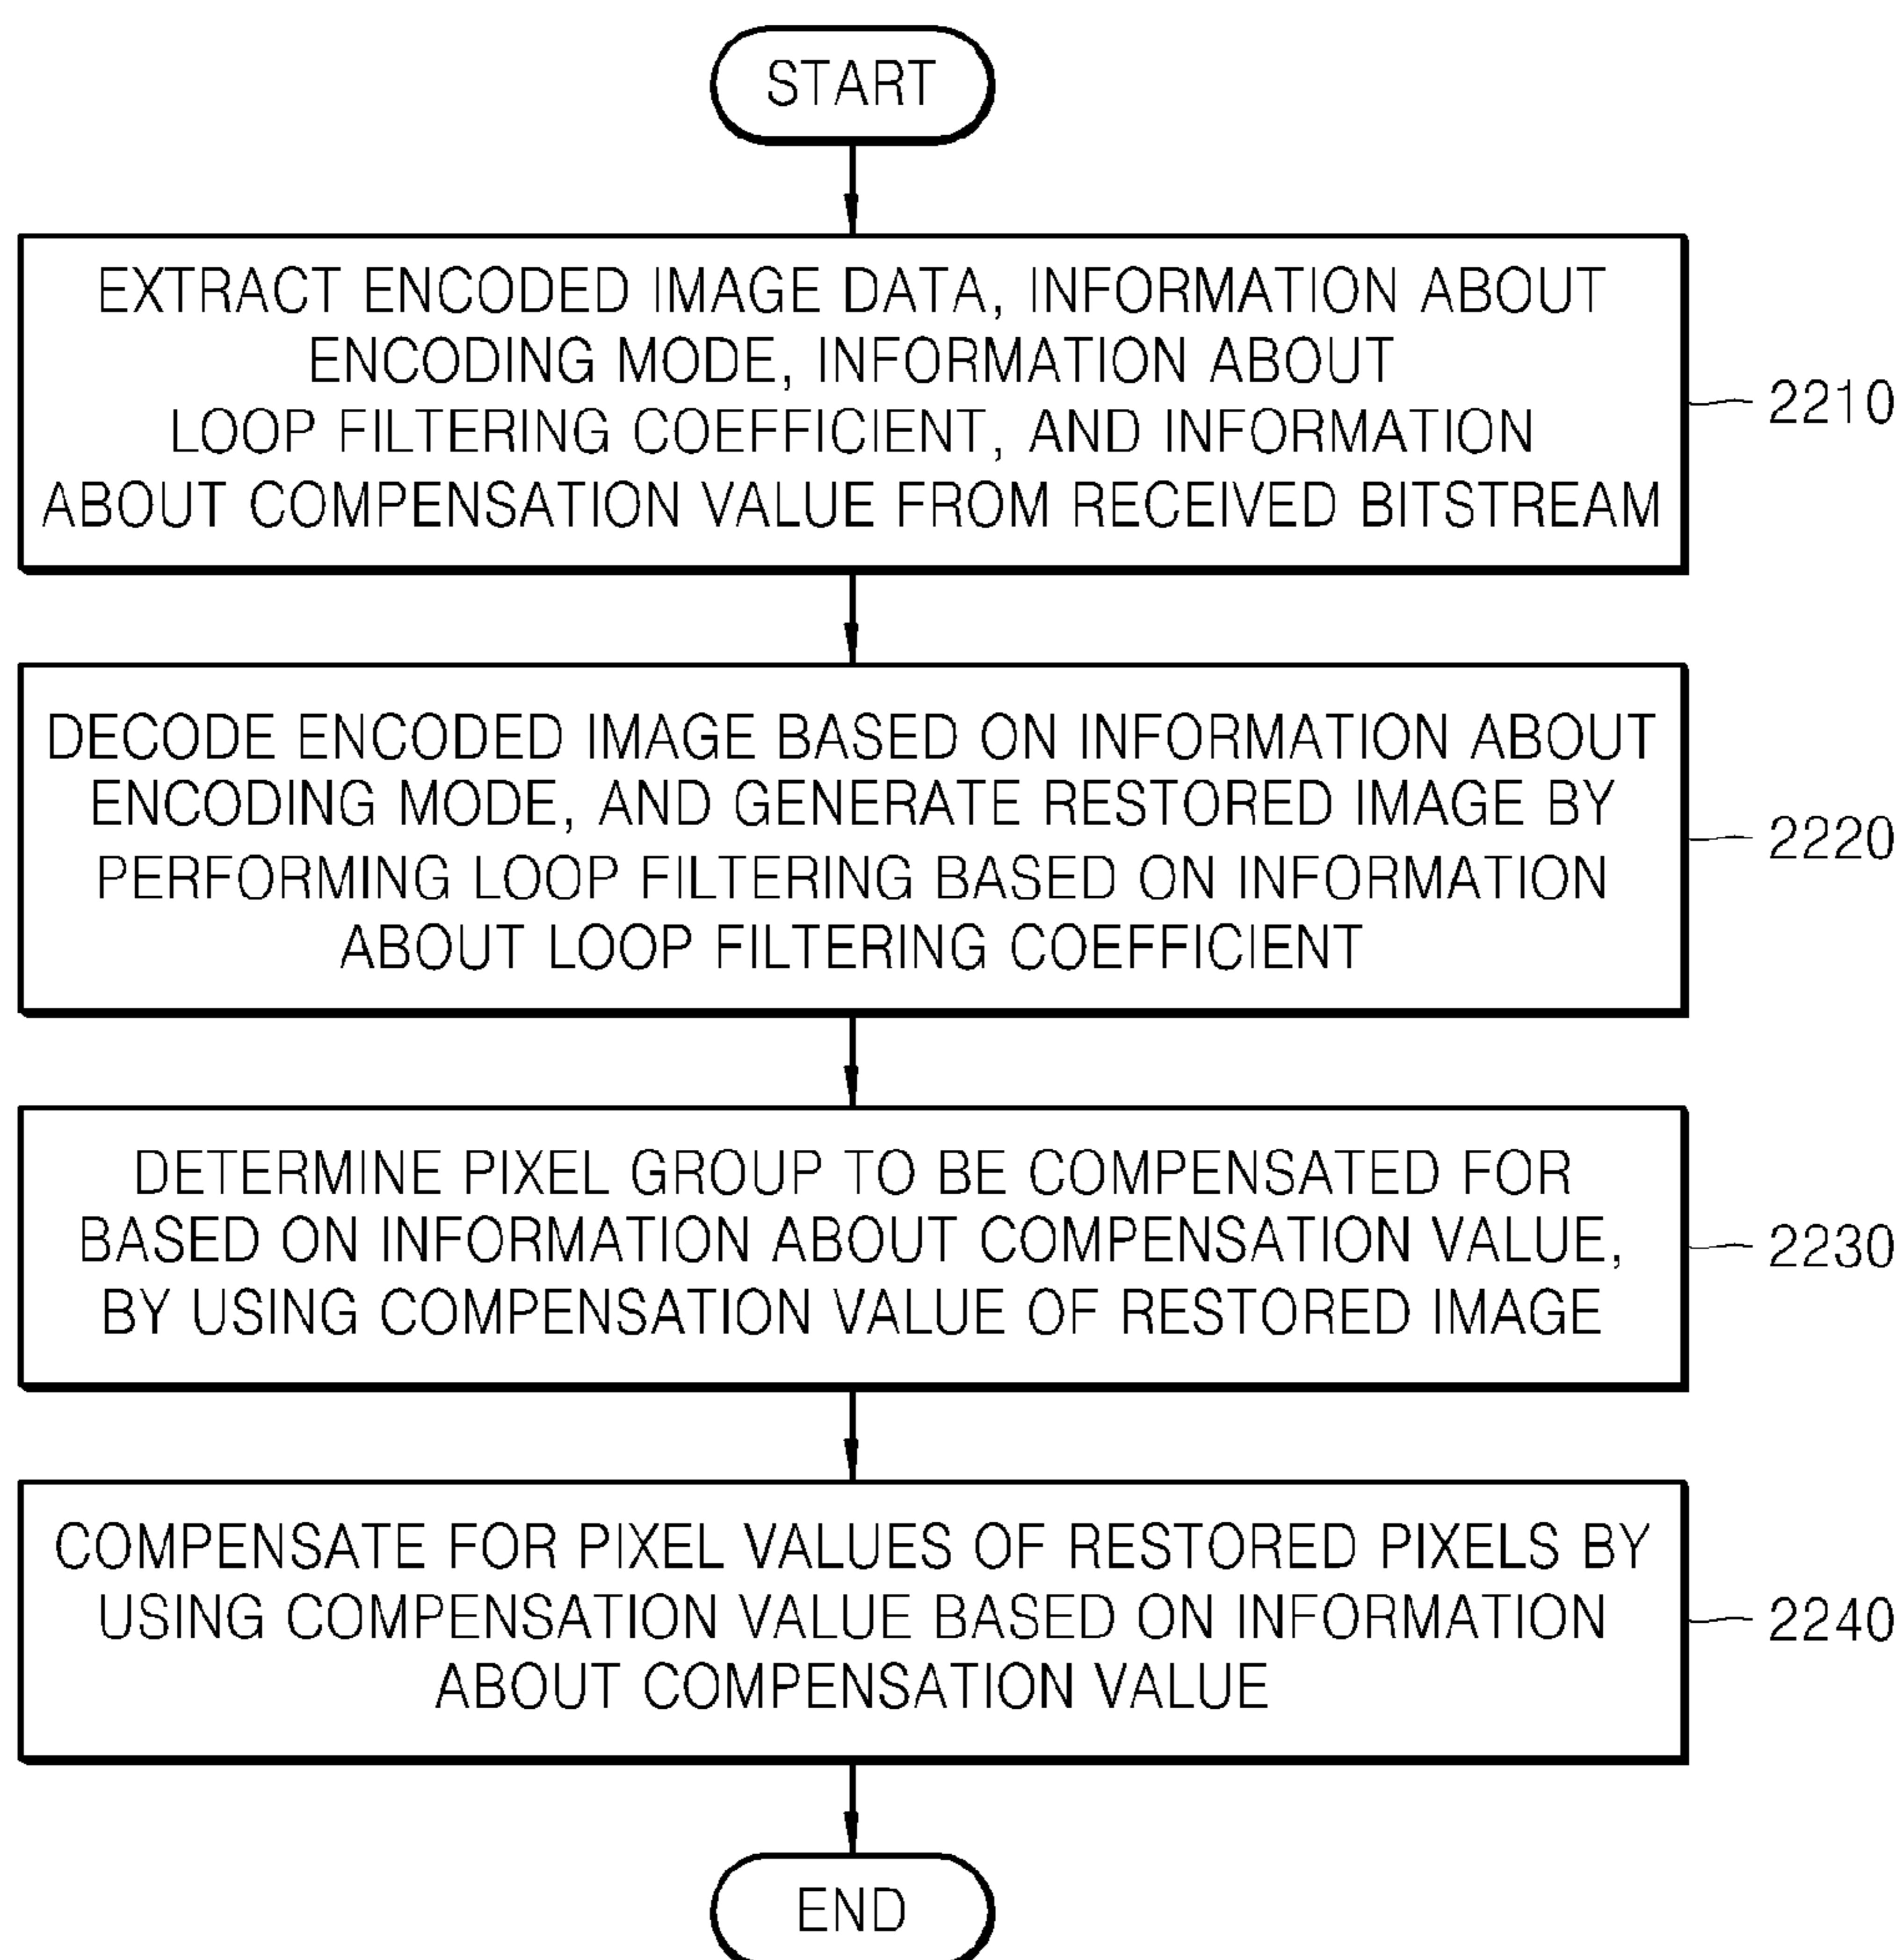 START
EXTRACT ENCODED IMAGE DATA, INFORMATION ABOUT
ENCODING MODE, INFORMATION ABOUT
LOOP FILTERING COEFFICIENT, AND INFORMATION
ABOUT COMPENSATION VALUE FROM RECEIVED BITSTREAM
2210
DECODE ENCODED IMAGE BASED ON INFORMATION ABOUT
ENCODING MODE, AND GENERATE RESTORED IMAGE BY
PERFORMING LOOP FILTERING BASED ON INFORMATION
ABOUT LOOP FILTERING COEFFICIENT
2220
DETERMINE PIXEL GROUP TO BE COMPENSATED FOR
BASED ON INFORMATION ABOUT COMPENSATION VALUE,
BY USING COMPENSATION VALUE OF RESTORED IMAGE
2230
COMPENSATE FOR PIXEL VALUES OF RESTORED PIXELS BY
USING COMPENSATION VALUE BASED ON INFORMATION
ABOUT COMPENSATION VALUE
2240
END